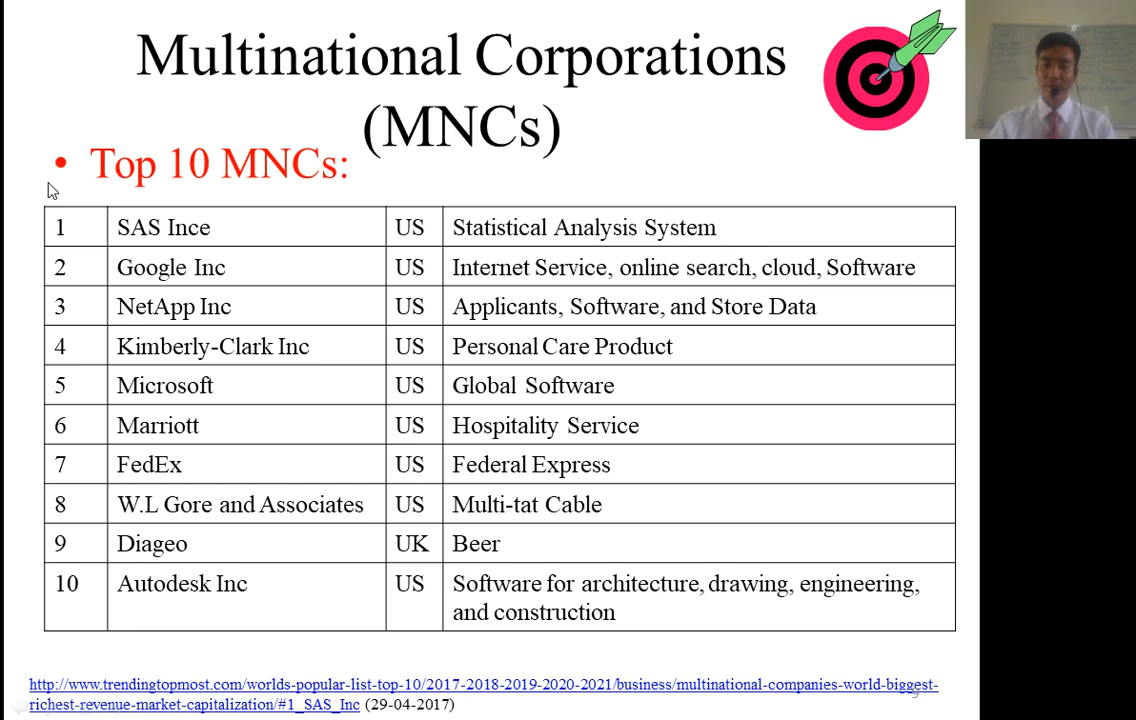 Multinational Corporations
(MNCs)
• Top 10 MNCs:
1 SAS Ince US Statistical Analysis System
2 Google Inc US Internet Service, online search, cloud, Software
3 NetApp Inc US Applicants, Software, and Store Data
4 Kimberly-Clark Inc US Personal Care Product
5 Microsoft US Global Software
6 Marriott US Hospitality Service
7 FedEx US Federal Express
8 W.L Gore and Associates US Multi-tat Cable
9 Diageo UK Beer
10 Autodesk Inc US Software for architecture, drawing, engineering,
and construction
http://www.trendingtopmost.com/worlds-popular-list-top-10/2017-2018-2019-2020-2021/business/multinational-companies-world-biggest-
richest-revenue-market-capitalization/#1_SAS_Inc (29-04-2017)
9